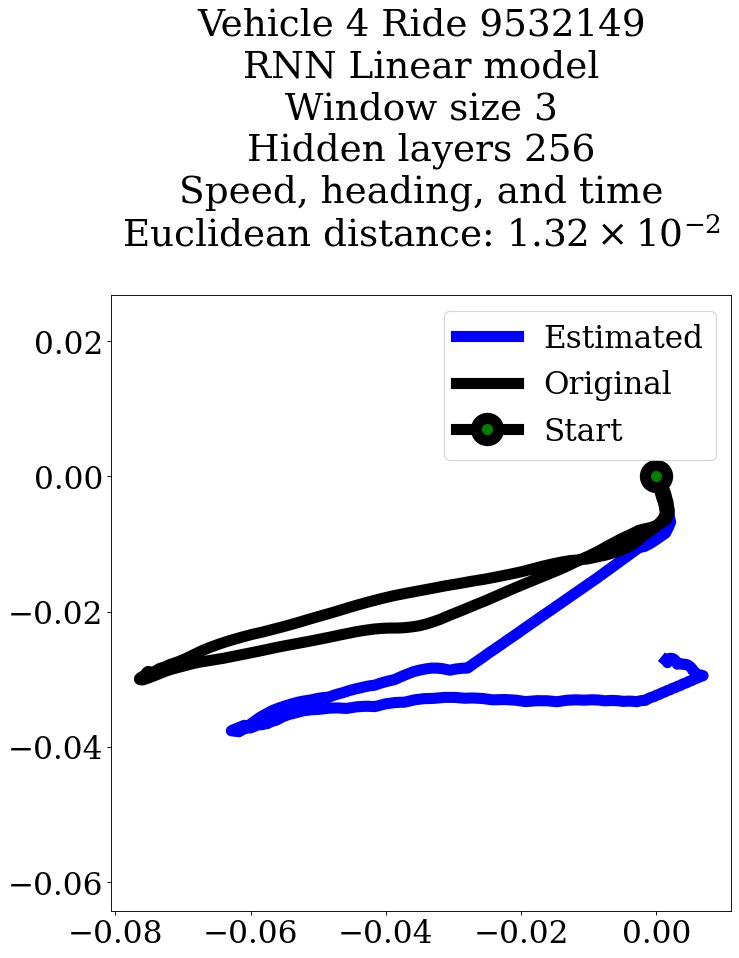 Vehicle 4 Ride 9532149
RNN Linear model
Window size 3
Hidden layers 256
Speed, heading, and time
Euclidean distance: 1.32 × 10⁻²
Estimated
Original
Start
0.02
0.00
−0.02
−0.04
−0.06
−0.08 −0.06 −0.04 −0.02 0.00